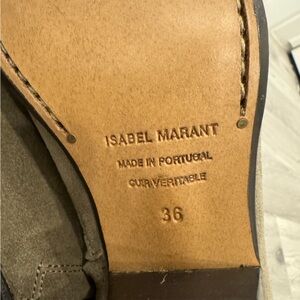 ISABEL MARANT
MADE IN PORTUGAL
CUIR VERITABLE
36